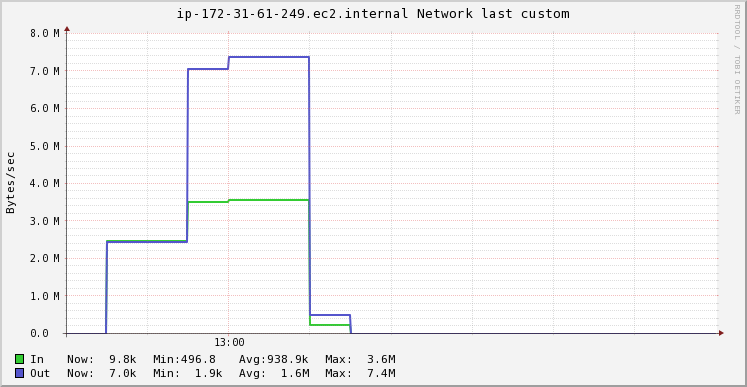 ip-172-31-61-249.ec2.internal Network last custom
RRDTOOL / TOBI OETIKER
Bytes/sec
8.0 M
7.0 M
6.0 M
5.0 M
4.0 M
3.0 M
2.0 M
1.0 M
0.0
13:00
In Now: 9.8k Min:496.8 Avg:938.9k Max: 3.6M
Out Now: 7.0k Min: 1.9k Avg: 1.6M Max: 7.4M